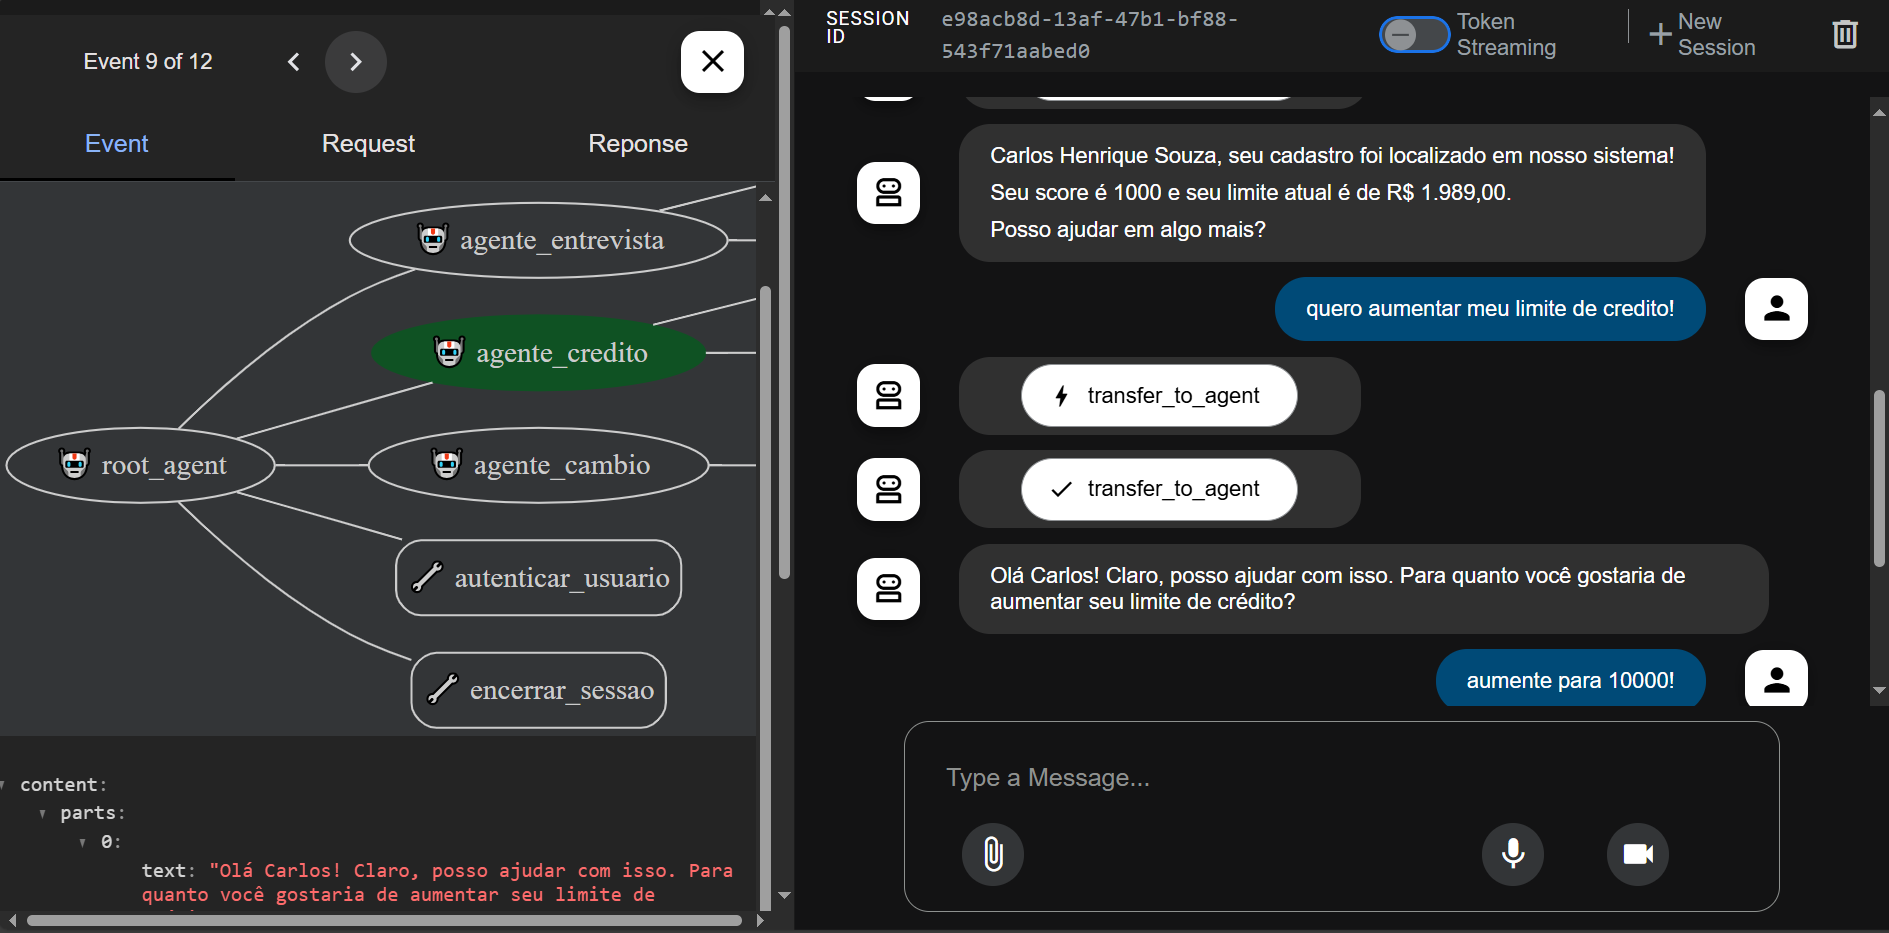 Event 9 of 12
Event
Request
Reponse
agente_entrevista
agente_credito
root_agent
agente_cambio
autenticar_usuario
encerrar_sessao
content:
parts:
0:
text: "Olá Carlos! Claro, posso ajudar com isso. Para
quanto você gostaria de aumentar seu limite de
SESSION
ID
e98acb8d-13af-47b1-bf88-
543f71aabed0
Token
Streaming
New
Session
Carlos Henrique Souza, seu cadastro foi localizado em nosso sistema!
Seu score é 1000 e seu limite atual é de R$ 1.989,00.
Posso ajudar em algo mais?
quero aumentar meu limite de credito!
transfer_to_agent
transfer_to_agent
Olá Carlos! Claro, posso ajudar com isso. Para quanto você gostaria de
aumentar seu limite de crédito?
aumente para 10000!
Type a Message...